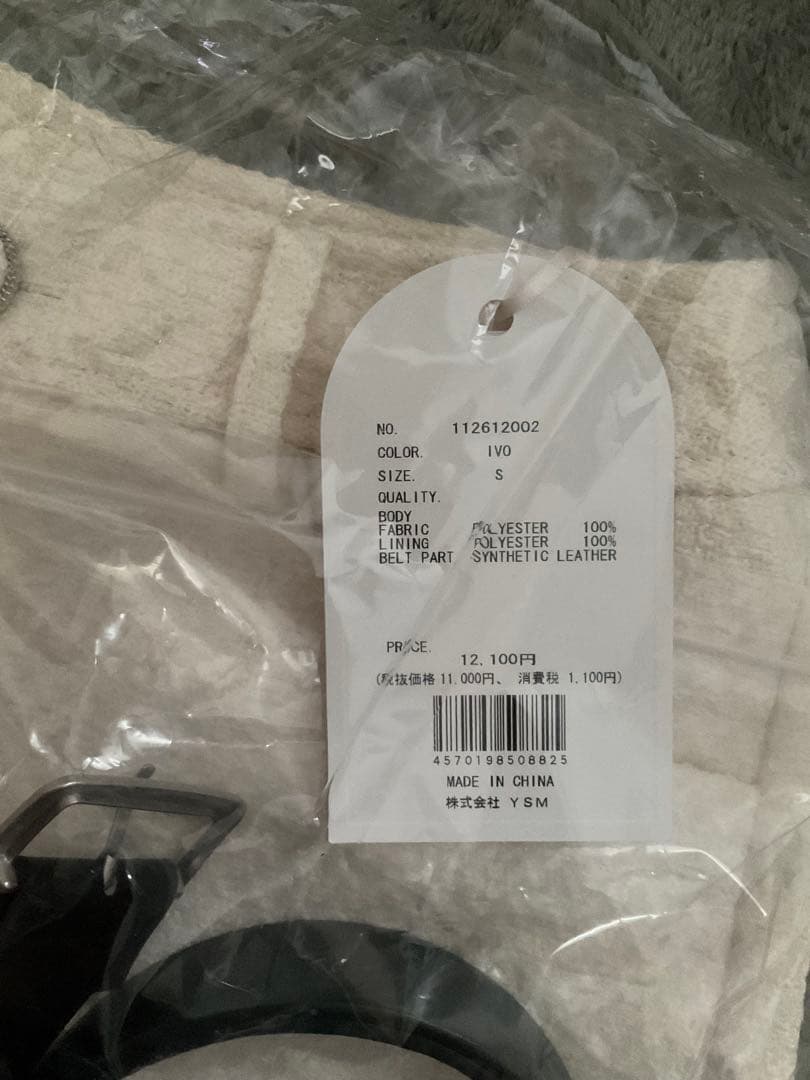 NO. 112612002
COLOR. IVO
SIZE. S
QUALITY.
BODY
FABRIC POLYESTER 100%
LINING POLYESTER 100%
BELT PART SYNTHETIC LEATHER
PRICE.
12,100円
(税抜価格 11,000円、 消費税 1,100円)
4570198508825
MADE IN CHINA
株式会社 YSM